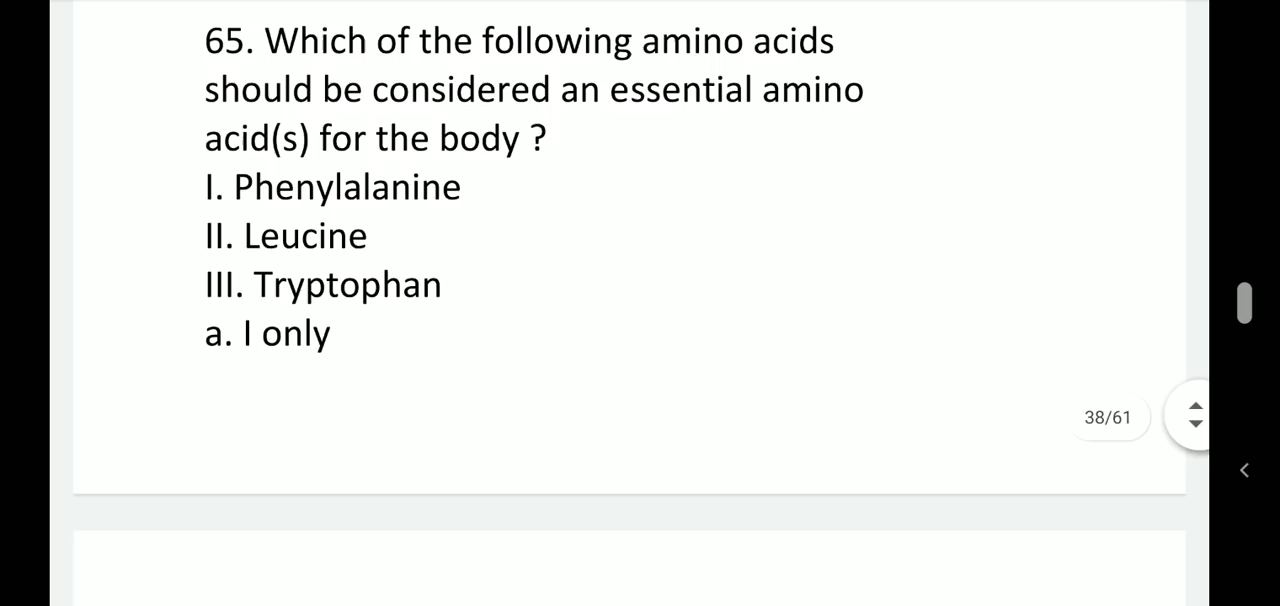 65. Which of the following amino acids
should be considered an essential amino
acid(s) for the body ?
I. Phenylalanine
II. Leucine
III. Tryptophan
a. I only
38/61